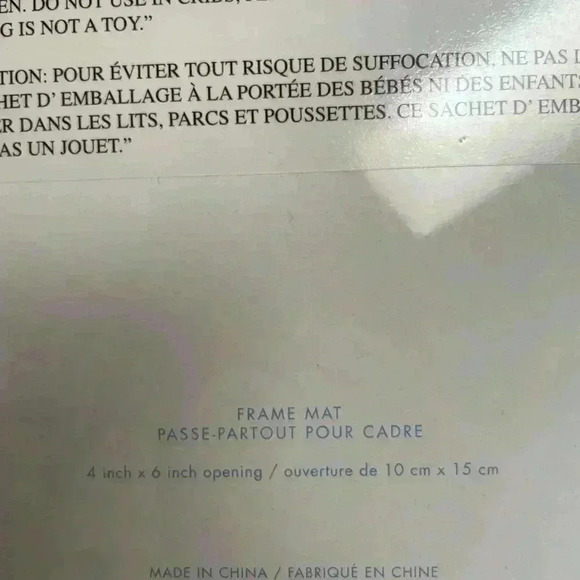 EN. DO NOT USE IN CRIBS,
G IS NOT A TOY.”
TION: POUR ÉVITER TOUT RISQUE DE SUFFOCATION, NE PAS L
HET D’ EMBALLAGE À LA PORTÉE DES BÉBÉS NI DES ENFANTS
R DANS LES LITS, PARCS ET POUSSETTES. CE SACHET D’ EMB
AS UN JOUET.”
FRAME MAT
PASSE-PARTOUT POUR CADRE
4 inch x 6 inch opening / ouverture de 10 cm x 15 cm
MADE IN CHINA / FABRIQUÉ EN CHINE